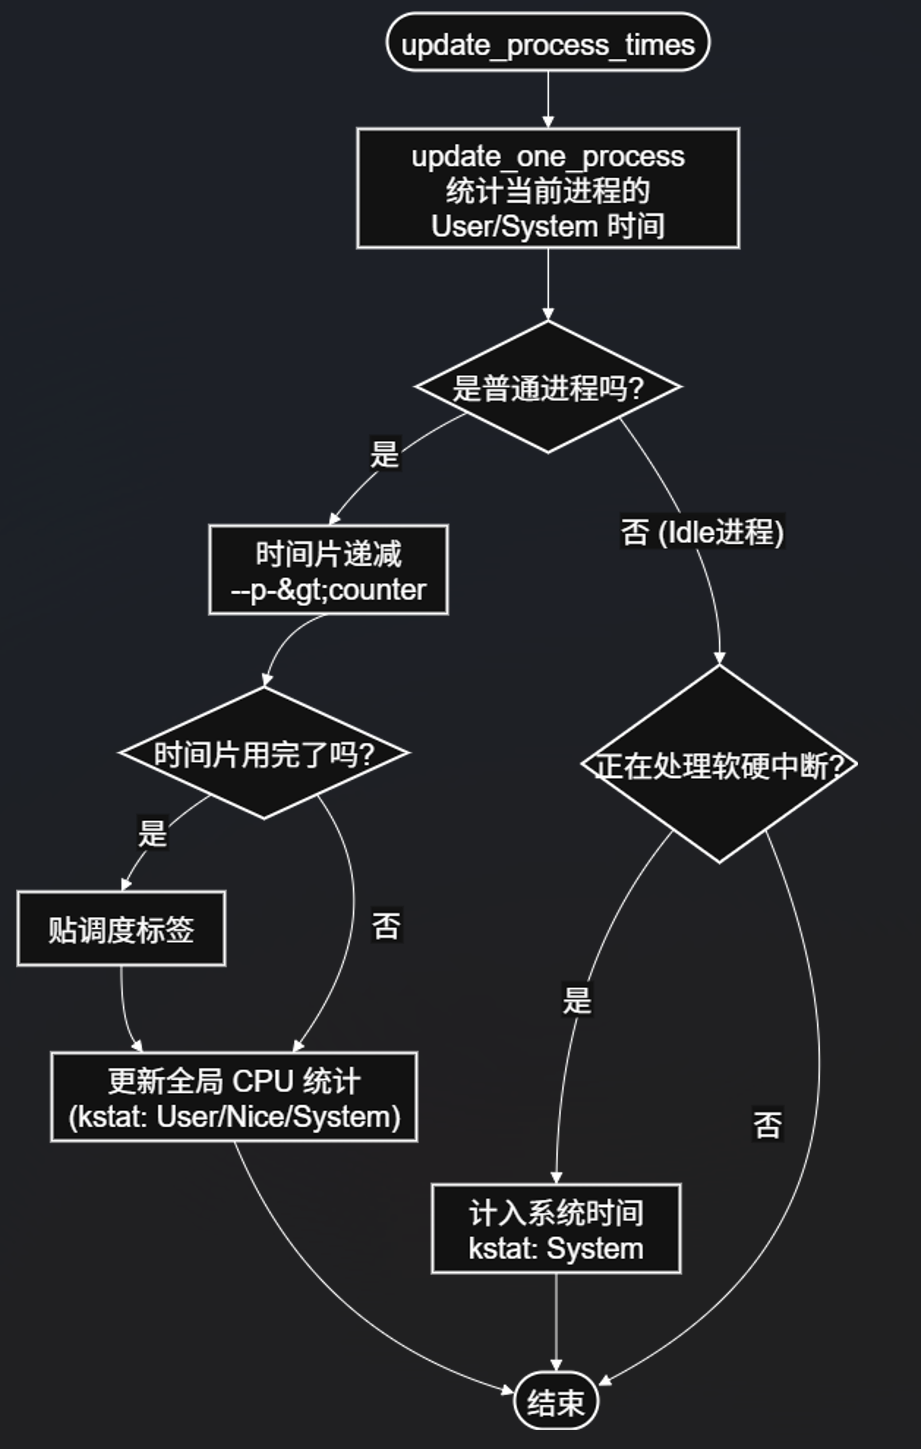 update_process_times
update_one_process
统计当前进程的
User/System 时间
是普通进程吗?
是
否 (Idle进程)
时间片递减
--p-&gt;counter
时间片用完了吗?
正在处理软硬中断?
是
贴调度标签
否
是
更新全局 CPU 统计
(kstat: User/Nice/System)
否
计入系统时间
kstat: System
结束